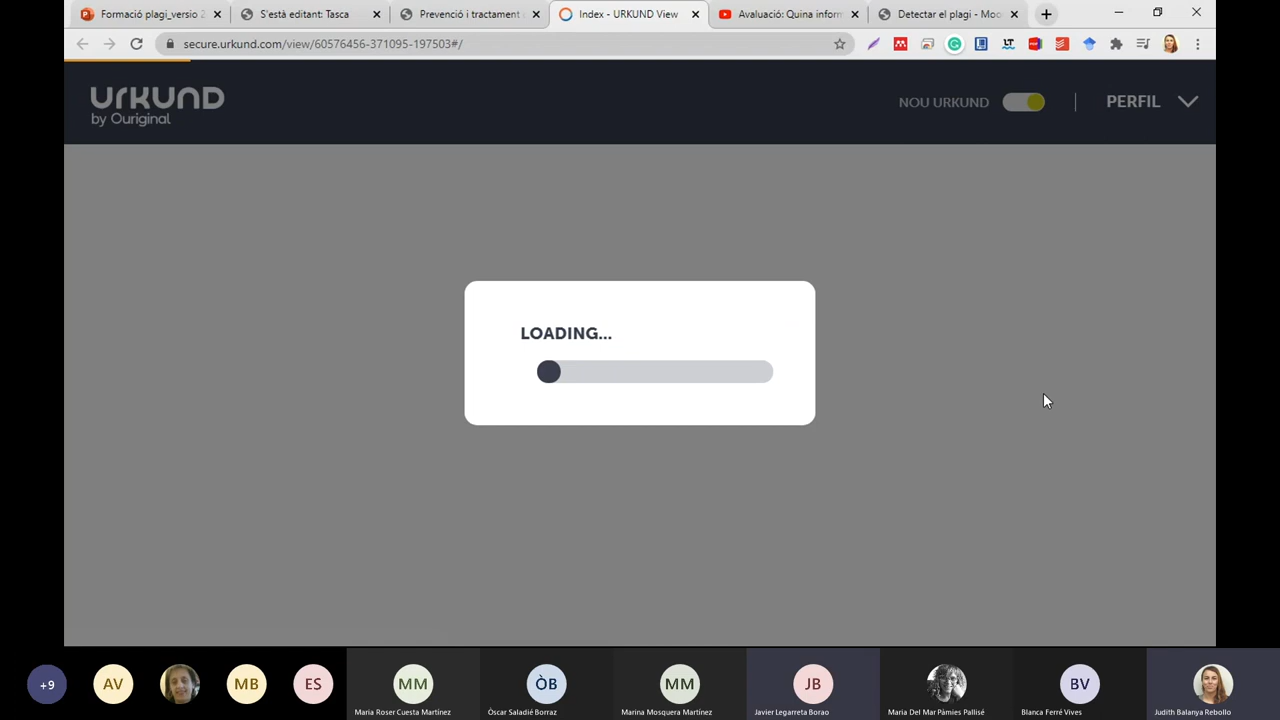 Formació plagi_versio 2
S'està editant: Tasca
Prevenció i tractament
Index - URKUND View
Avaluació: Quina inform
Detectar el plagi - Moo
secure.urkund.com/view/60576456-371095-197503#/
URKUND
by Ouriginal
NOU URKUND
PERFIL
LOADING...
+9
AV
MB
ES
MM
Maria Roser Cuesta Martínez
ÒB
Òscar Saladié Borraz
MM
Marina Mosquera Martínez
JB
Javier Legarreta Borao
Maria Del Mar Pàmies Pallisé
BV
Blanca Ferré Vives
Judith Balanya Rebollo